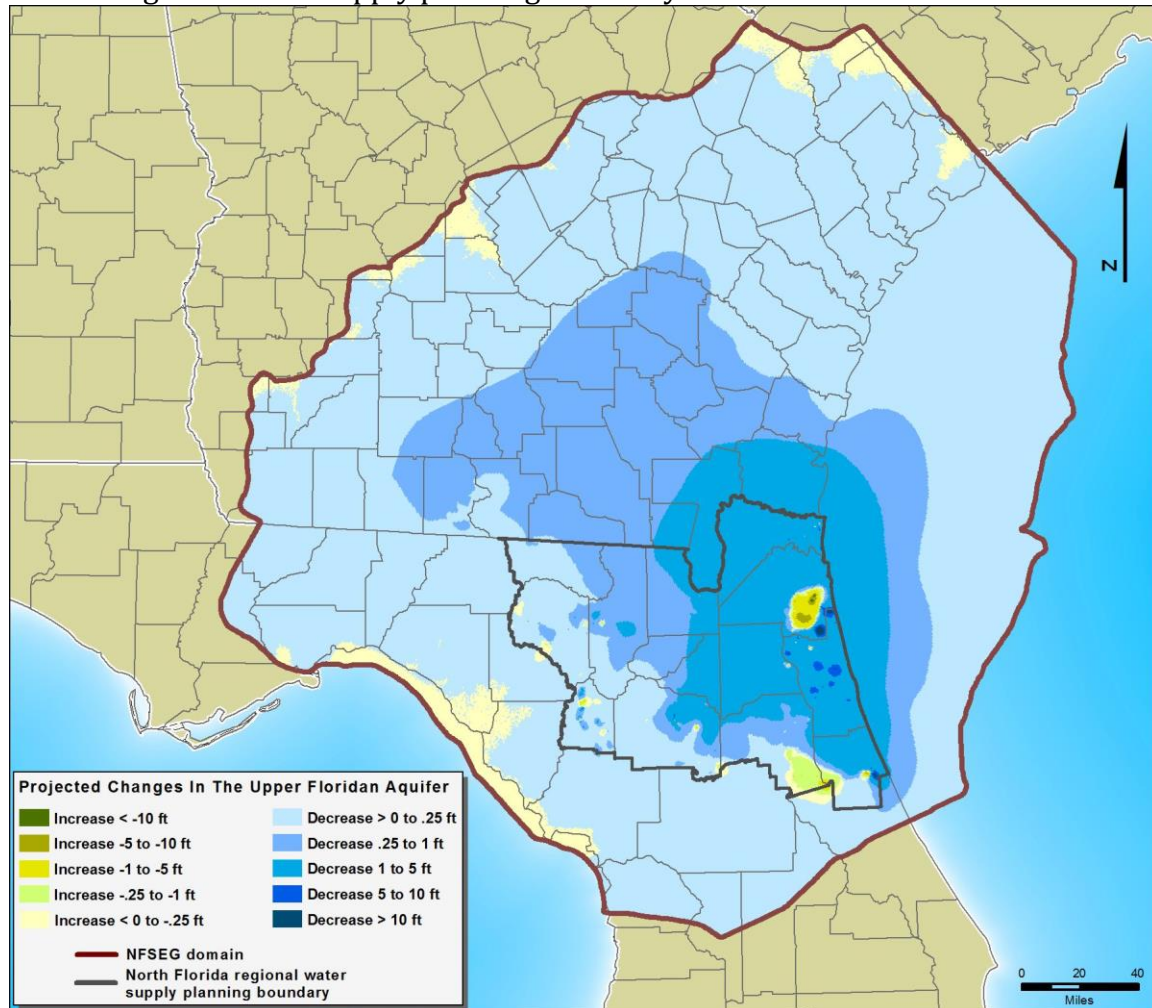 supply planning
N
Projected Changes In The Upper Floridan Aquifer
Increase < -10 ft
Increase -5 to -10 ft
Increase -1 to -5 ft
Increase -.25 to -1 ft
Increase < 0 to -.25 ft
Decrease > 0 to .25 ft
Decrease .25 to 1 ft
Decrease 1 to 5 ft
Decrease 5 to 10 ft
Decrease > 10 ft
NFSEG domain
North Florida regional water
supply planning boundary
0 20 40
Miles